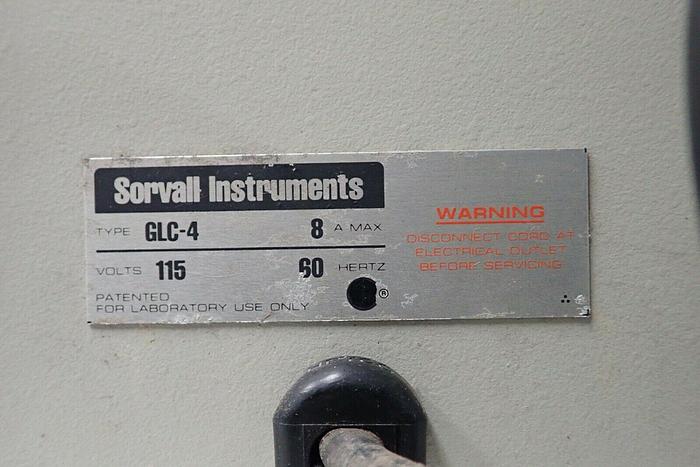 Sorvall Instruments
TYPE GLC-4 8 A MAX
VOLTS 115 60 HERTZ
PATENTED
FOR LABORATORY USE ONLY
®
WARNING
DISCONNECT CORD AT
ELECTRICAL OUTLET
BEFORE SERVICING